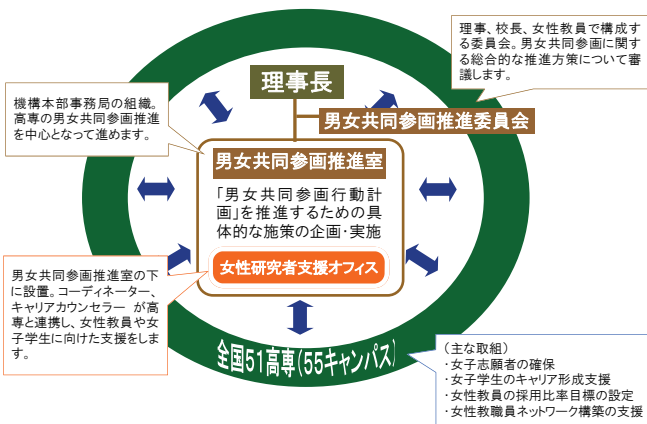 理事、校長、女性教員で構成す
る委員会。男女共同参画に関す
る総合的な推進方策について審
議します。
理事長
機構本部事務局の組織。
高専の男女共同参画推進
を中心となって進めます。
男女共同参画推進委員会
男女共同参画推進室
「男女共同参画行動計
画」を推進するための具
体的な施策の企画・実施
女性研究者支援オフィス
男女共同参画推進室の下
に設置。コーディネーター、
キャリアカウンセラー が高
専と連携し、女性教員や女
子学生に向けた支援をしま
す。
全国51高専(55キャンパス)
（主な取組）
・女子志願者の確保
・女子学生のキャリア形成支援
・女性教員の採用比率目標の設定
・女性教職員ネットワーク構築の支援